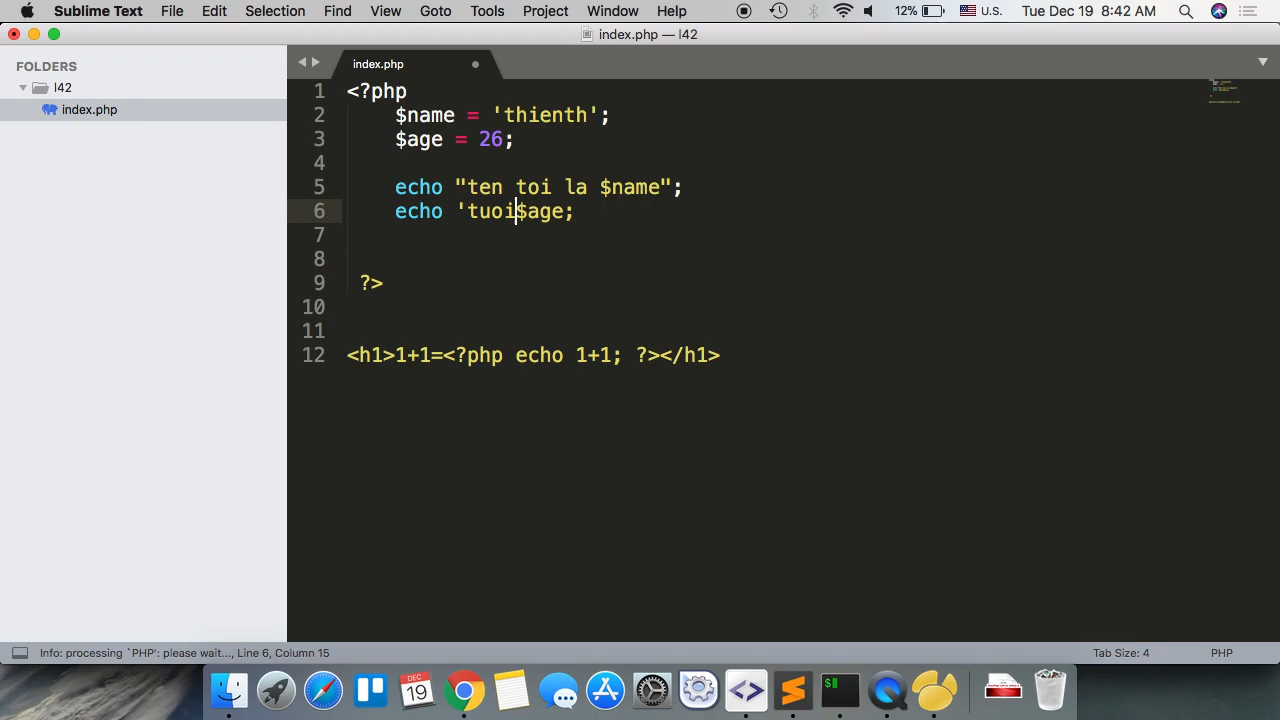 Sublime Text File Edit Selection Find View Goto Tools Project Window Help 12% U.S. Tue Dec 19 8:42 AM
index.php — l42
FOLDERS
l42
index.php
index.php
1 <?php
2 $name = 'thienth';
3 $age = 26;
4
5 echo "ten toi la $name";
6 echo 'tuoi$age;
7
8
9 ?>
10
11
12 <h1>1+1=<?php echo 1+1; ?></h1>
Info: processing `PHP': please wait..., Line 6, Column 15 Tab Size: 4 PHP
DEC
19
$